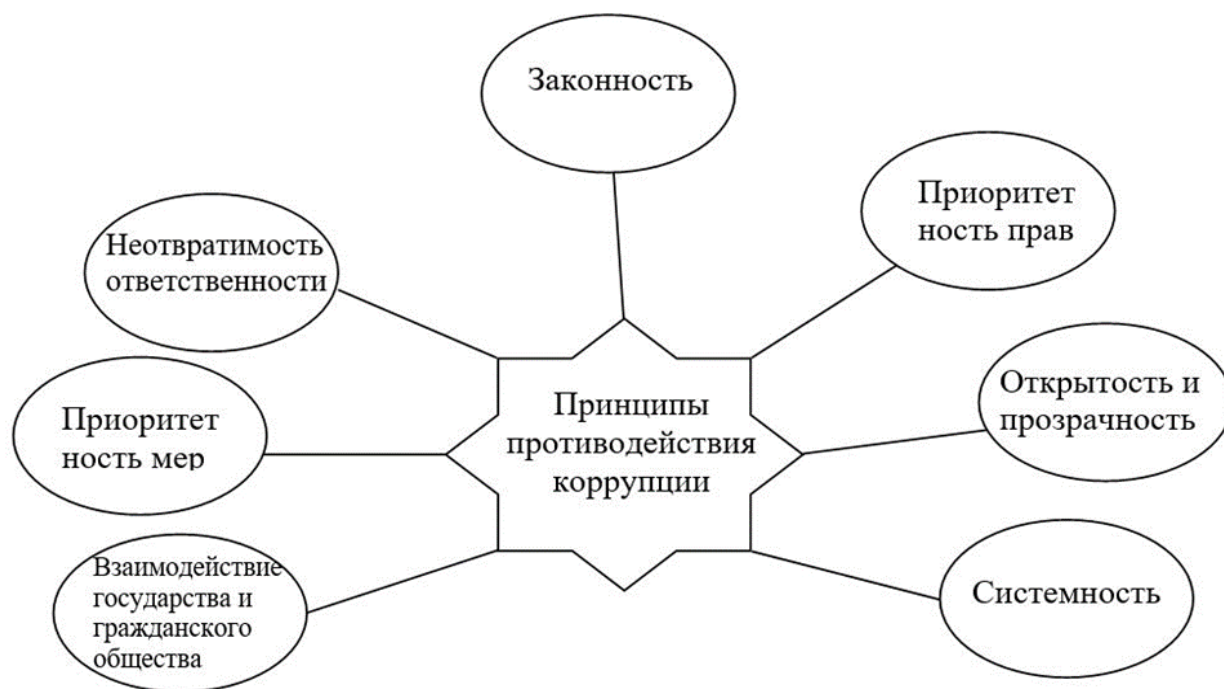 Законность
Приоритет
ность прав
Неотвратимость
ответственности
Открытость и
прозрачность
Принципы
противодействия
коррупции
Приоритет
ность мер
Взаимодействие
государства и
гражданского
общества
Системность